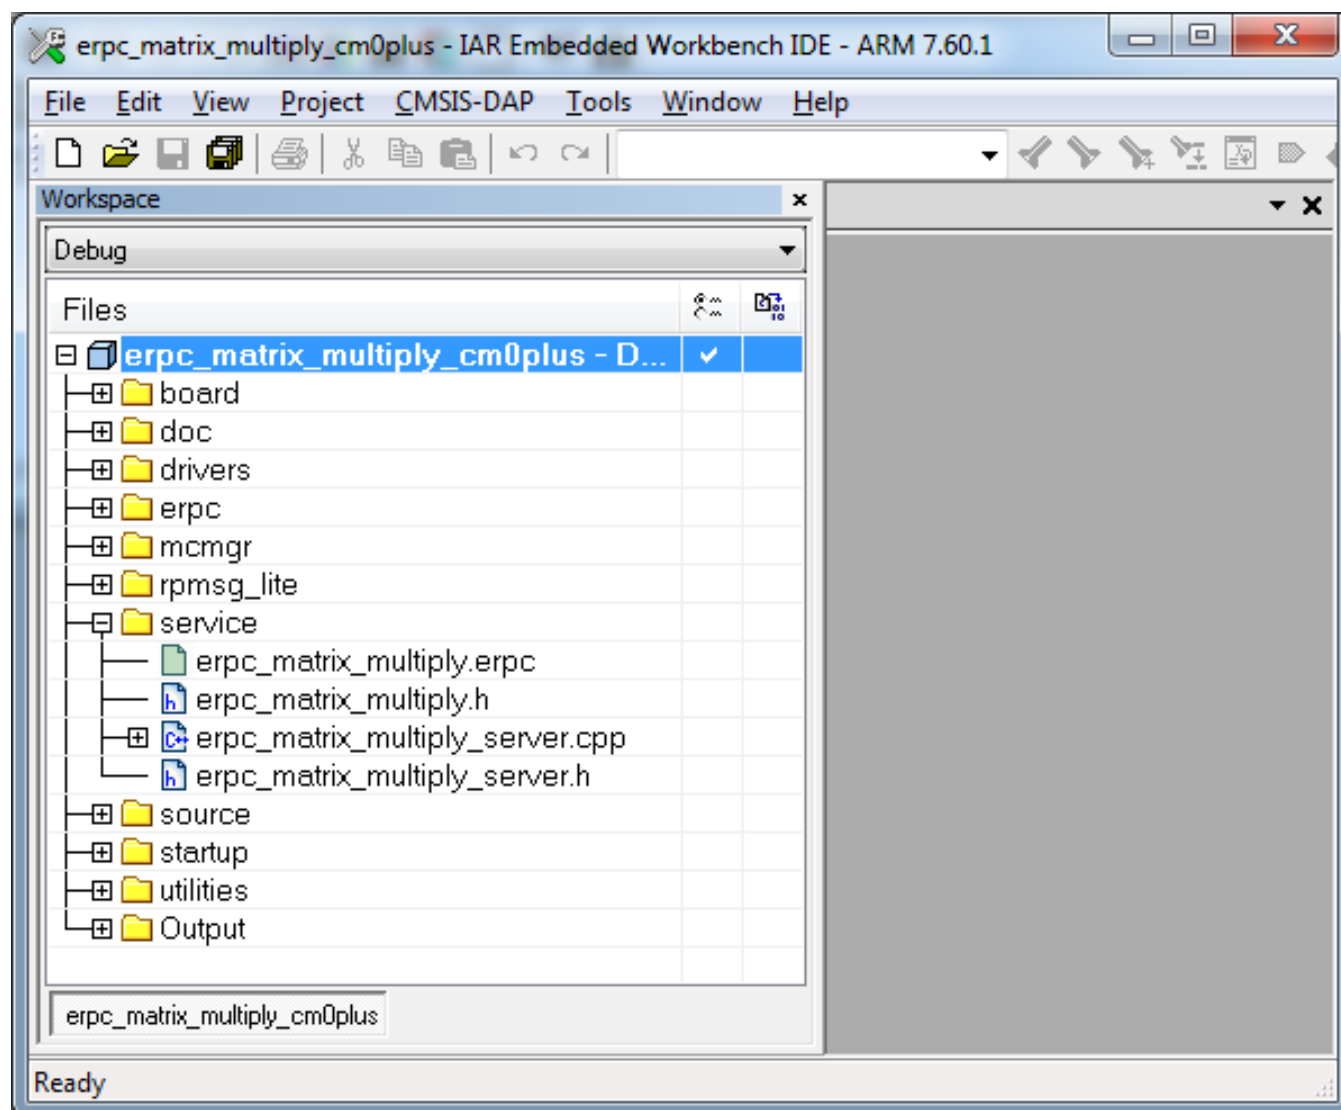 erpc_matrix_multiply_cm0plus - IAR Embedded Workbench IDE - ARM 7.60.1
File Edit View Project CMSIS-DAP Tools Window Help
Workspace
Debug
Files
erpc_matrix_multiply_cm0plus - D...
board
doc
drivers
erpc
mcmgr
rpmsg_lite
service
erpc_matrix_multiply.erpc
erpc_matrix_multiply.h
erpc_matrix_multiply_server.cpp
erpc_matrix_multiply_server.h
source
startup
utilities
Output
erpc_matrix_multiply_cm0plus
Ready